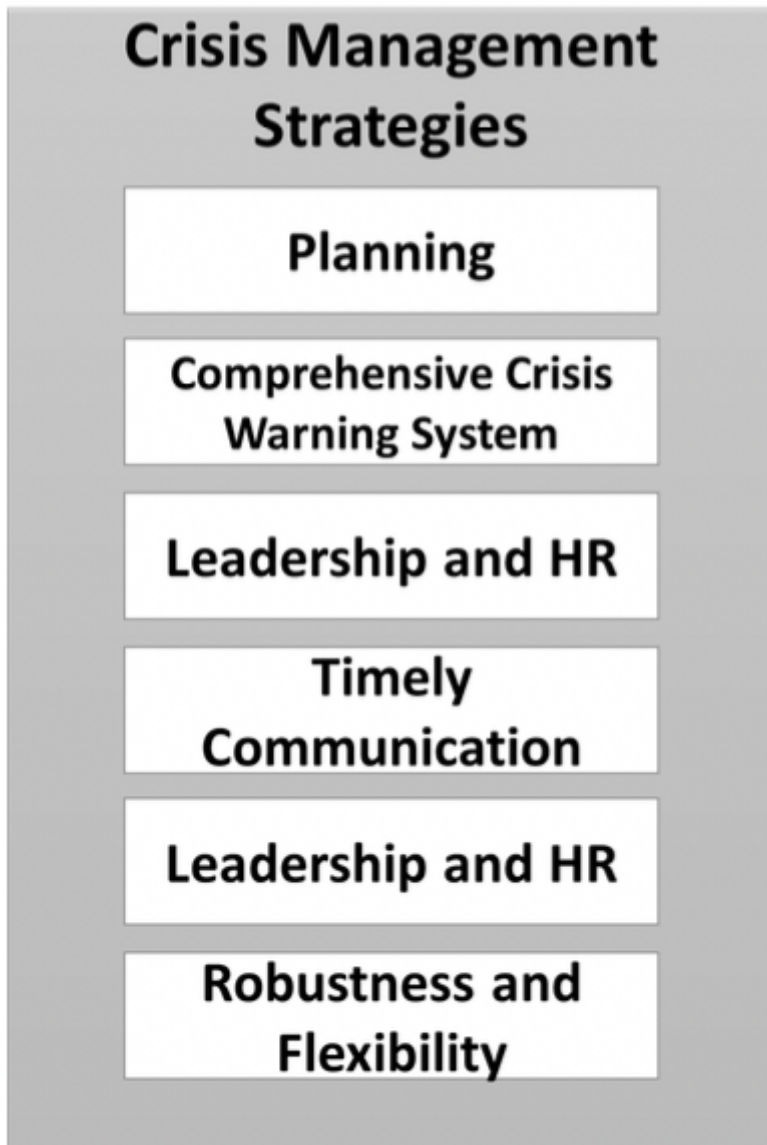 Crisis Management
Strategies
Planning
Comprehensive Crisis
Warning System
Leadership and HR
Timely
Communication
Leadership and HR
Robustness and
Flexibility